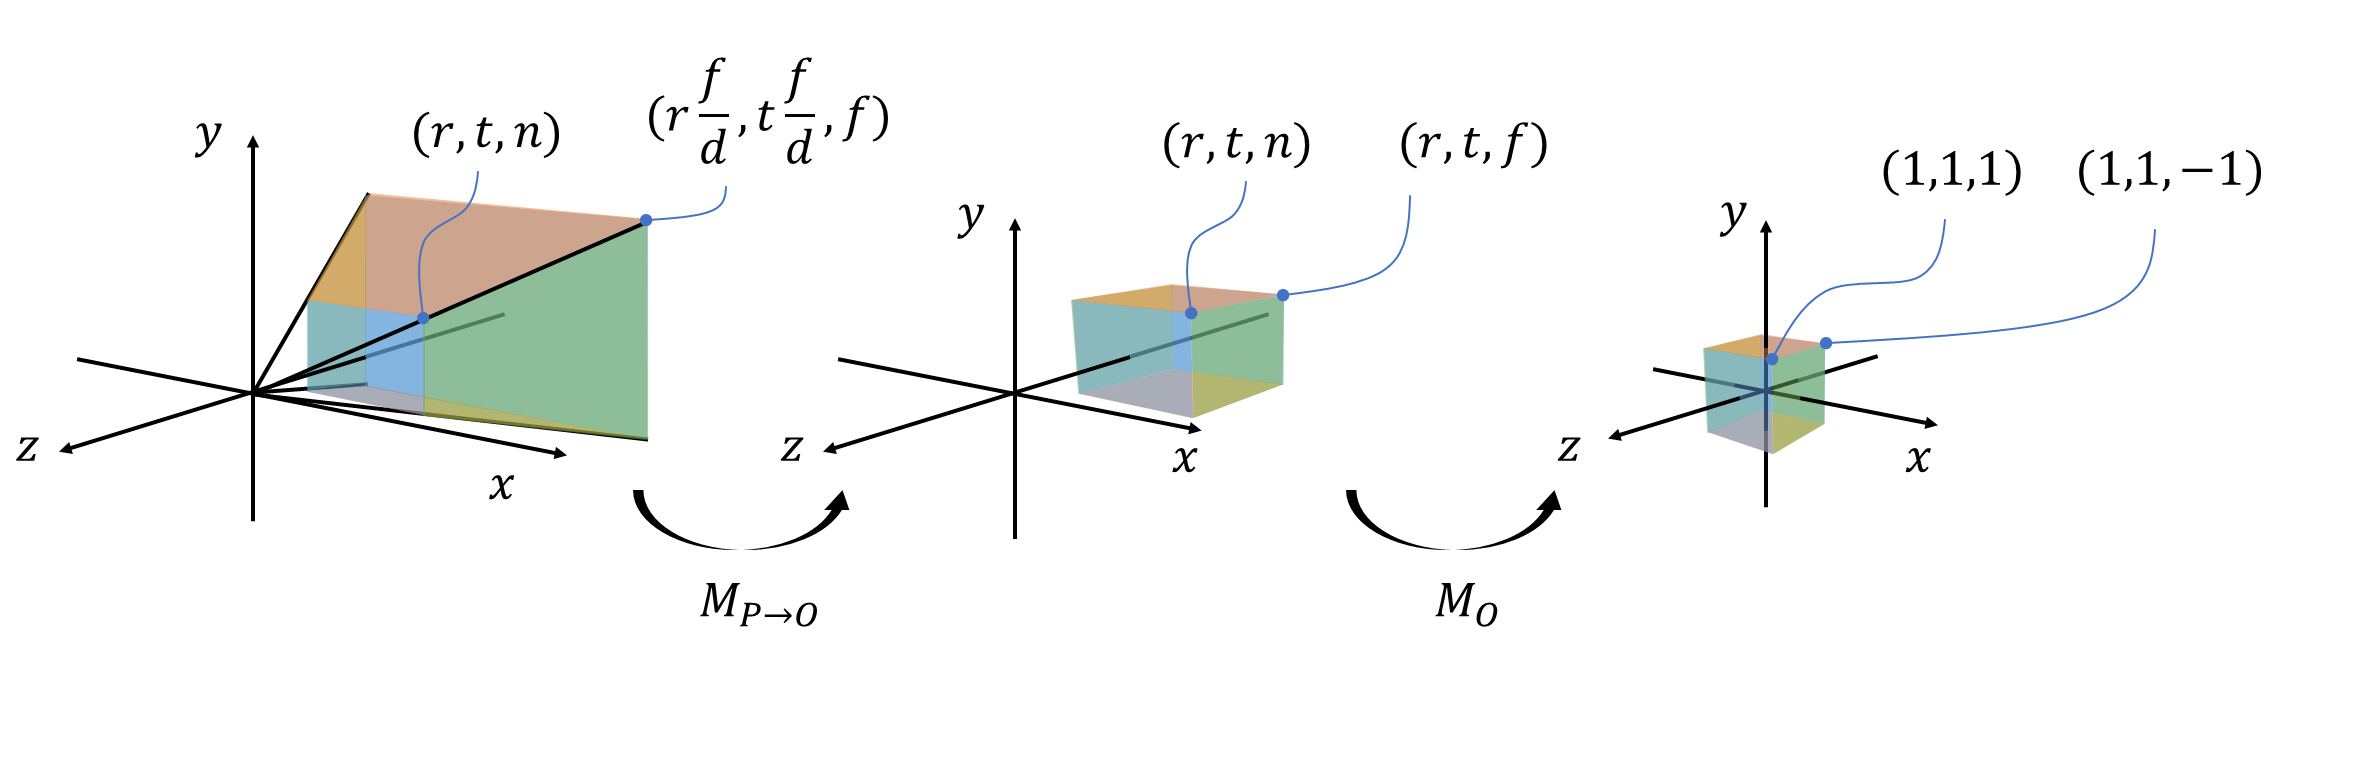 y
(r, t, n)
(r f/d, t f/d, f)
z
x
M_{P→O}
y
(r, t, n)
(r, t, f)
z
x
M_O
y
(1,1,1)
(1,1,−1)
z
x